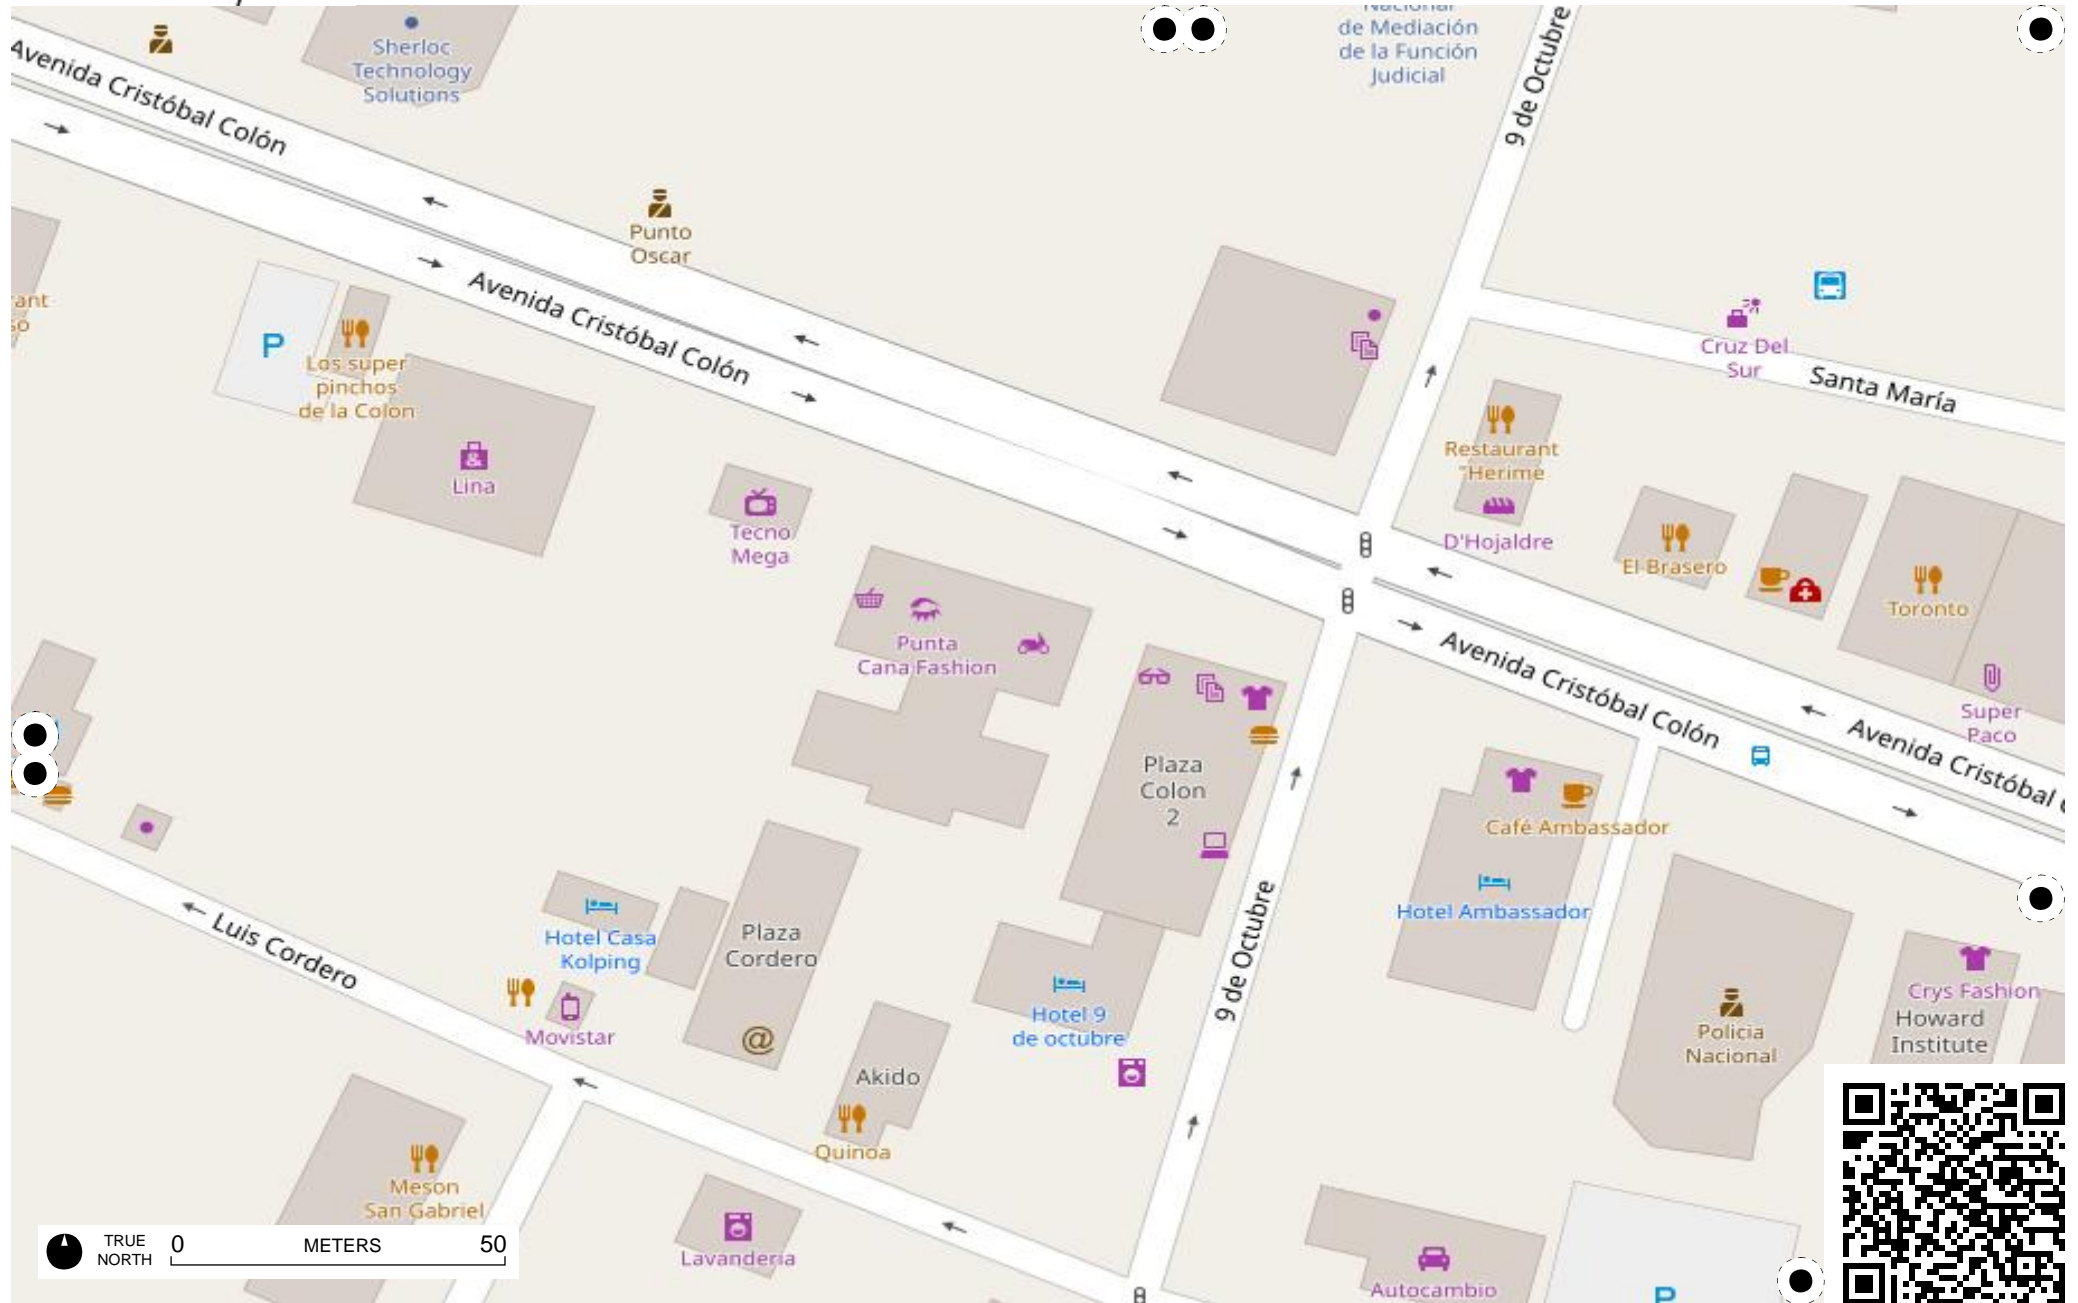 Avenida Cristóbal Colón
Sherloc
Technology
Solutions
de Mediación
de la Función
Judicial
9 de Octubre
Punto
Oscar
Avenida Cristóbal Colón
P
Los super
pinchos
de la Colon
Lina
Tecno
Mega
Cruz Del
Sur
Santa María
Restaurant
"Herime
D'Hojaldre
El Brasero
Toronto
Super
Paco
Punta
Cana Fashion
Avenida Cristóbal Colón
Avenida Cristóbal
Plaza
Colon
2
Café Ambassador
Hotel Ambassador
9 de Octubre
Luis Cordero
Hotel Casa
Kolping
Plaza
Cordero
@
Movistar
Hotel 9
de octubre
Akido
Quinoa
Policia
Nacional
Crys Fashion
Howard
Institute
Meson
San Gabriel
Lavanderia
Autocambio
P
TRUE
NORTH
0 METERS 50